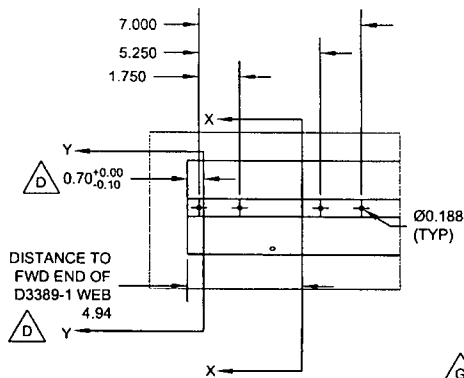 7.000
5.250
1.750
X
Y
D
0.70+0.00
-0.10
Ø0.188
(TYP)
DISTANCE TO
FWD END OF
D3389-1 WEB
4.94
D
Y
X
G